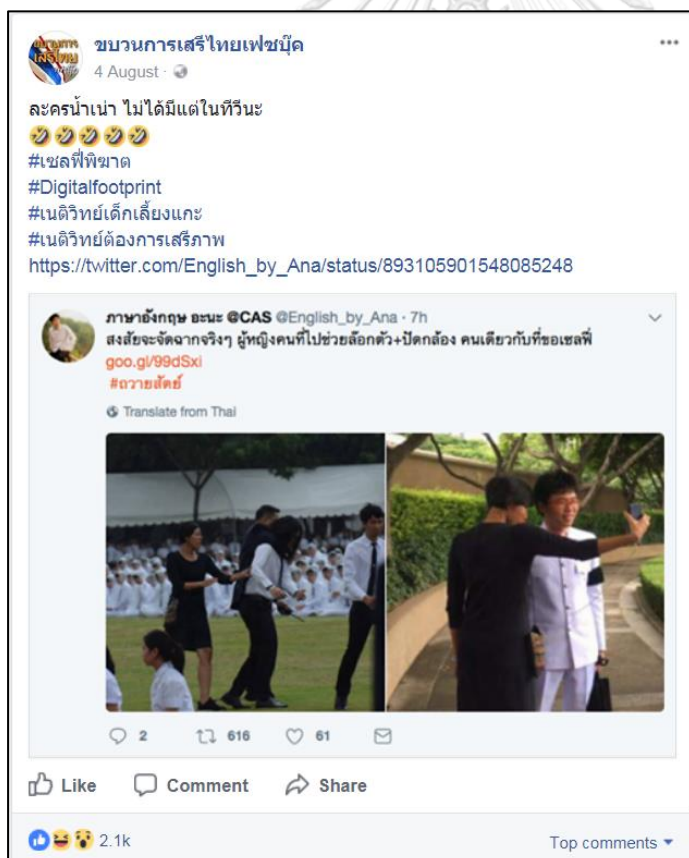 ขบวนการเสรีไทยเฟซบุ๊ค
4 August
ละครน้ำเน่า ไม่ได้มีแต่ในทีวีนะ
🤣🤣🤣🤣🤣
#เซลฟี่พิฆาต
#Digitalfootprint
#เนติวิทย์เด็กเลี้ยงแกะ
#เนติวิทย์ต้องการเสรีภาพ
https://twitter.com/English_by_Ana/status/893105901548085248
ภาษาอังกฤษ อะนะ @CAS @English_by_Ana · 7h
สงสัยจะจัดฉากจริงๆ ผู้หญิงคนที่ไปช่วยล๊อกตัว+ปัดกล้อง คนเดียวกับที่ขอเซลฟี่
goo.gl/99dSxi
#ถวายสัตย์
Translate from Thai
2 616 61
Like Comment Share
2.1k Top comments